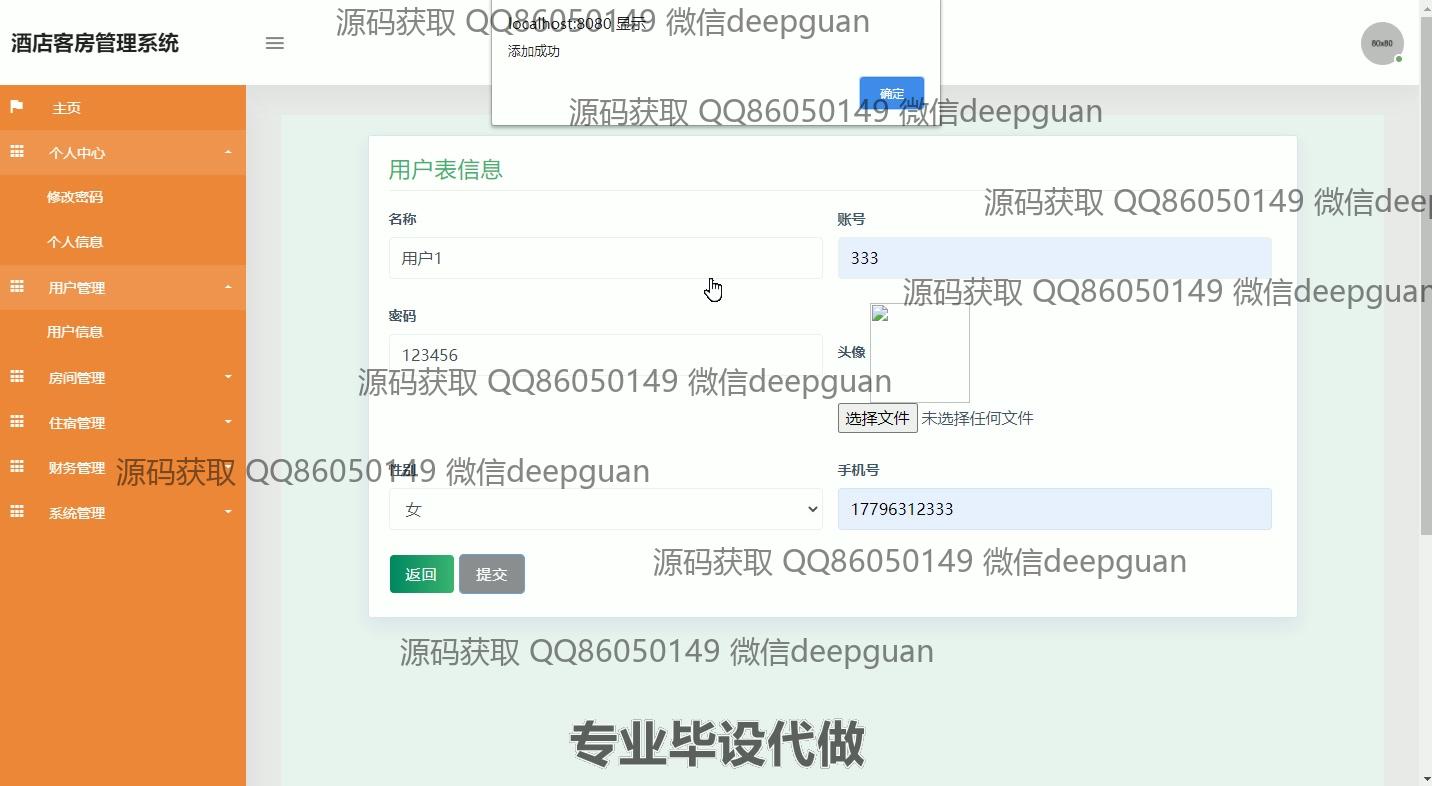 源码获取 QQ86050149 微信deepguan
localhost:8080 显示
酒店客房管理系统
添加成功
80x80
确定
源码获取 QQ86050149 微信deepguan
主页
个人中心
修改密码
个人信息
用户管理
用户信息
房间管理
住宿管理
财务管理
系统管理
用户表信息
源码获取 QQ86050149 微信deep
名称
账号
用户1
333
源码获取 QQ86050149 微信deepguan
密码
头像
123456
源码获取 QQ86050149 微信deepguan
选择文件 未选择任何文件
源码获取 QQ86050149 微信deepguan
性别
手机号
女
17796312333
返回 提交
源码获取 QQ86050149 微信deepguan
源码获取 QQ86050149 微信deepguan
专业毕设代做